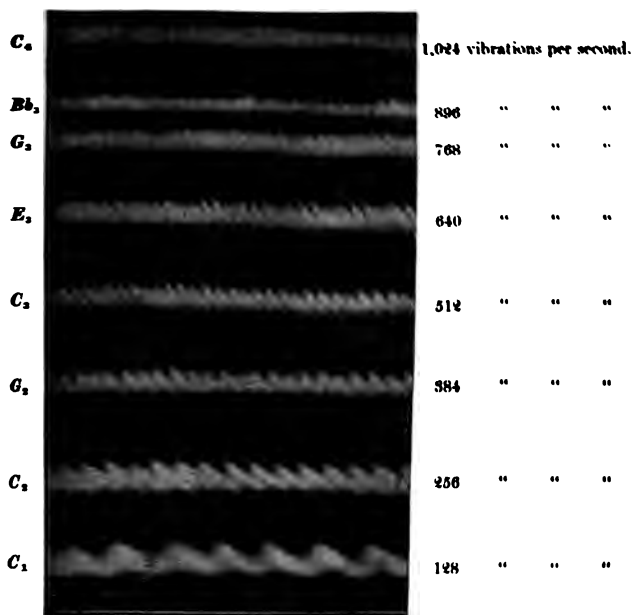 C₄ 1,024 vibrations per second.
B♭₃ 896 " " "
G₃ 768 " " "
E₃ 640 " " "
C₃ 512 " " "
G₂ 384 " " "
C₂ 256 " " "
C₁ 128 " " "